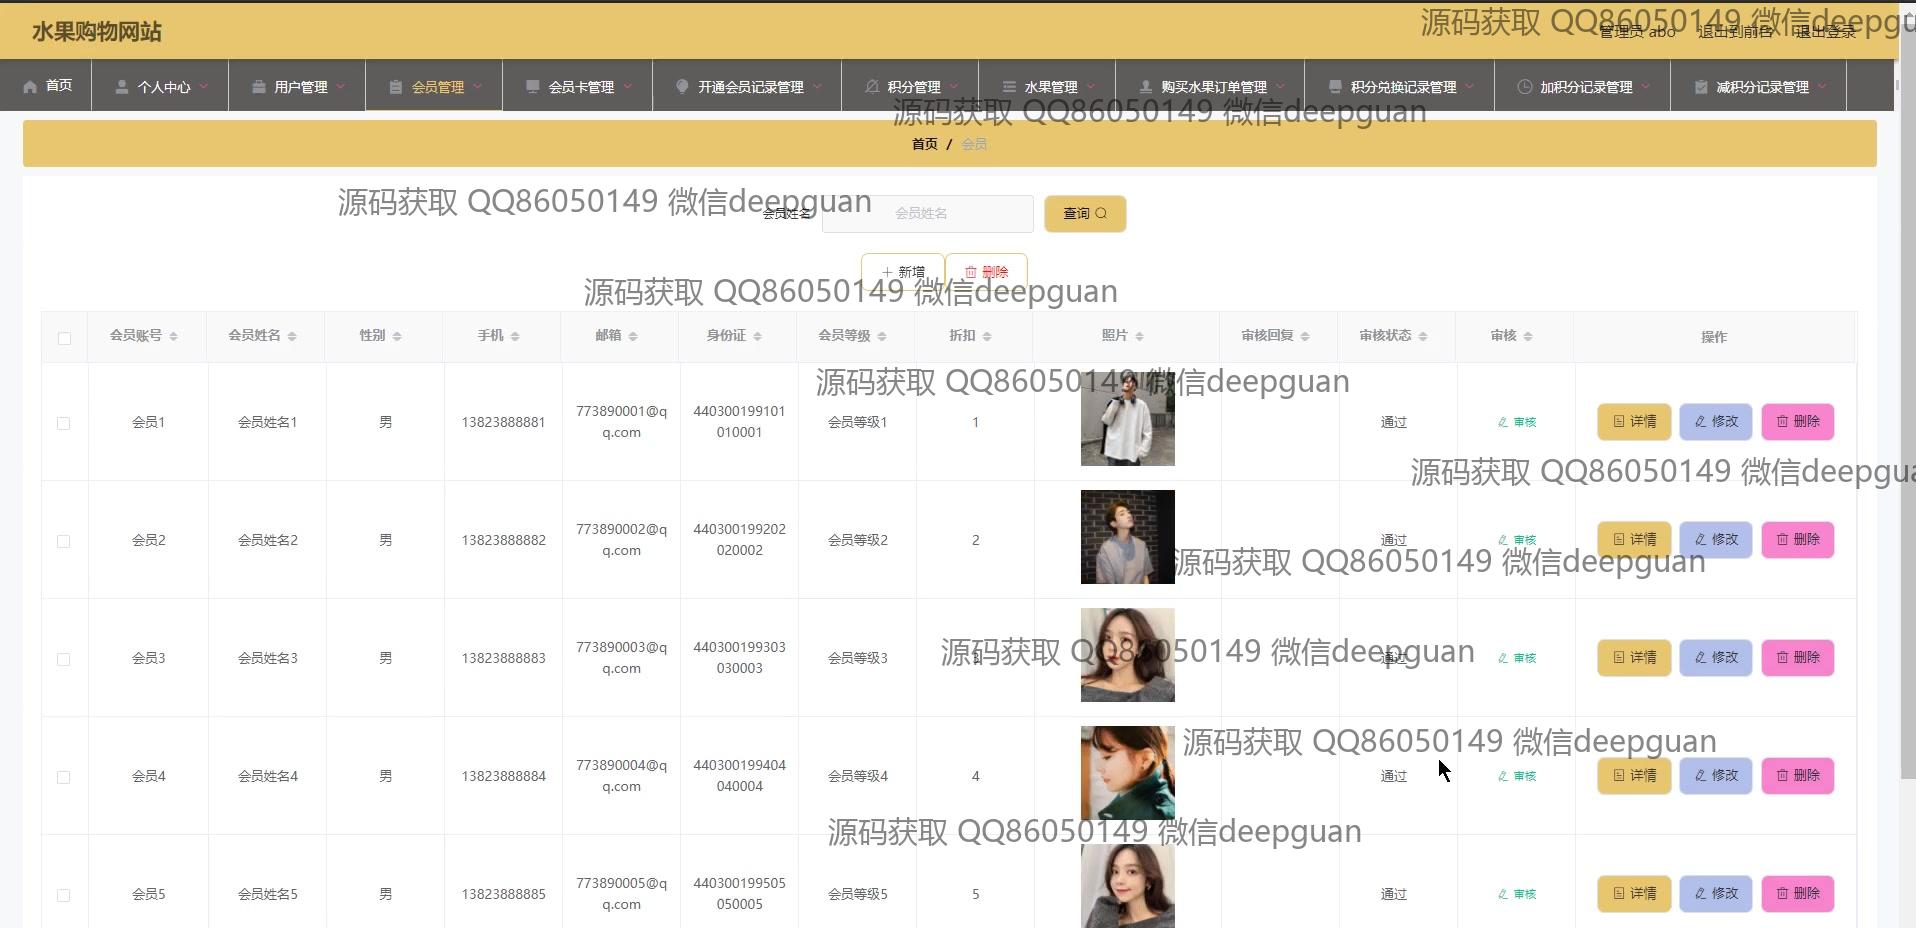 水果购物网站
管理员 abo 退出到前台 退出登录
源码获取 QQ86050149 微信deepgu
首页 个人中心 用户管理 会员管理 会员卡管理 开通会员记录管理 积分管理 水果管理 购买水果订单管理 积分兑换记录管理 加积分记录管理 减积分记录管理
源码获取 QQ86050149 微信deepguan
首页 / 会员
源码获取 QQ86050149 微信deepguan
会员姓名 会员姓名 查询
新增 删除
源码获取 QQ86050149 微信deepguan
会员账号 会员姓名 性别 手机 邮箱 身份证 会员等级 折扣 照片 审核回复 审核状态 审核 操作
源码获取 QQ86050149 微信deepguan
773890001@q 440300199101
会员1 会员姓名1 男 13823888881 会员等级1 1 通过 审核 详情 修改 删除
q.com 010001
源码获取 QQ86050149 微信deepgua
773890002@q 440300199202
会员2 会员姓名2 男 13823888882 会员等级2 2 通过 审核 详情 修改 删除
q.com 020002
源码获取 QQ86050149 微信deepguan
773890003@q 440300199303
会员3 会员姓名3 男 13823888883 会员等级3 3 通过 审核 详情 修改 删除
q.com 030003
源码获取 QQ86050149 微信deepguan
源码获取 QQ86050149 微信deepguan
773890004@q 440300199404
会员4 会员姓名4 男 13823888884 会员等级4 4 通过 审核 详情 修改 删除
q.com 040004
源码获取 QQ86050149 微信deepguan
773890005@q 440300199505
会员5 会员姓名5 男 13823888885 会员等级5 5 通过 审核 详情 修改 删除
q.com 050005